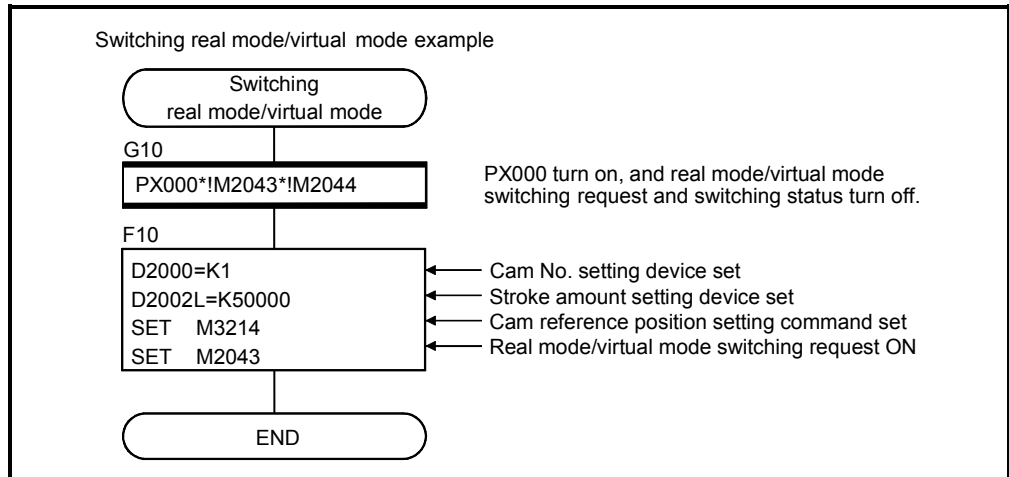 Switching real mode/virtual mode example
Switching
real mode/virtual mode
G10
PX000*!M2043*!M2044
PX000 turn on, and real mode/virtual mode
switching request and switching status turn off.
F10
D2000=K1
Cam No. setting device set
D2002L=K50000
Stroke amount setting device set
SET M3214
Cam reference position setting command set
SET M2043
Real mode/virtual mode switching request ON
END